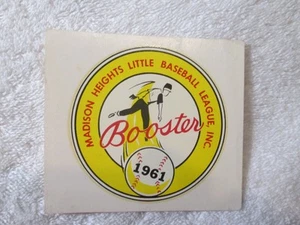 MADISON HEIGHTS LITTLE BASEBALL LEAGUE, INC
Booster
1961